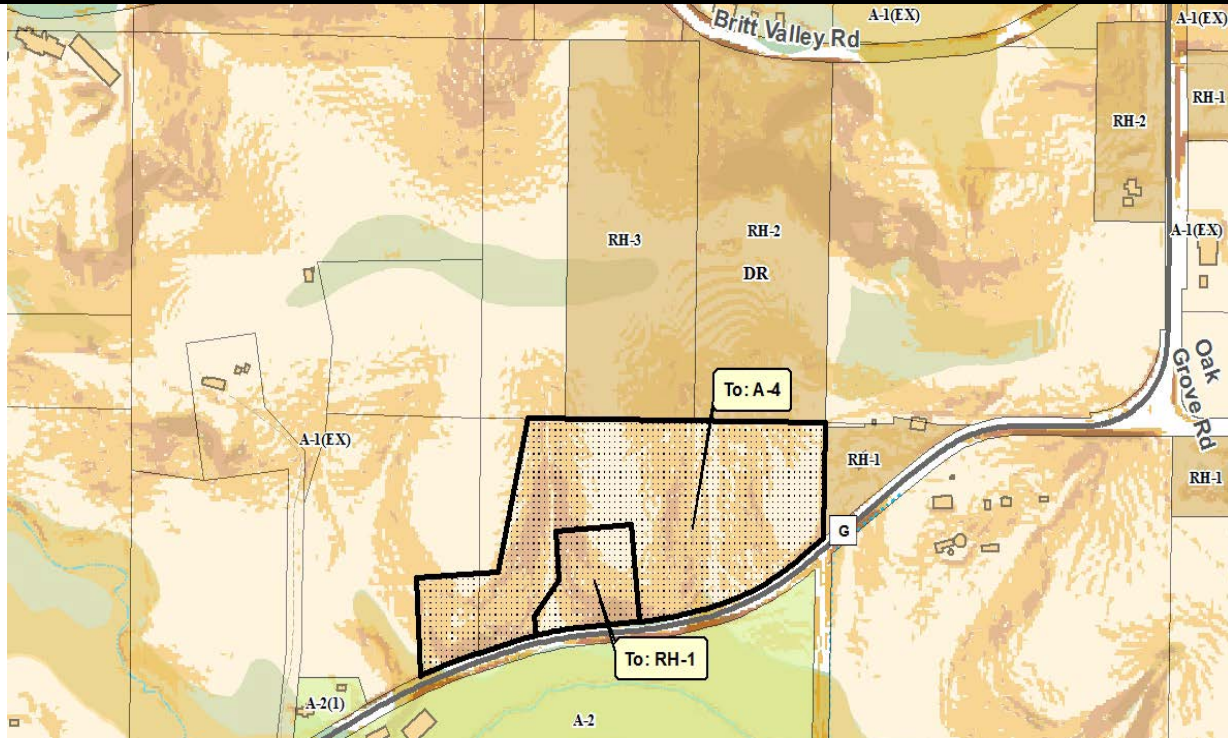 Britt Valley Rd
A-1(EX)
A-1(EX)
RH-1
RH-2
RH-3
RH-2
DR
A-1(EX)
Oak
Grove Rd
To: A-4
A-1(EX)
RH-1
RH-1
G
To: RH-1
A-2(1)
A-2